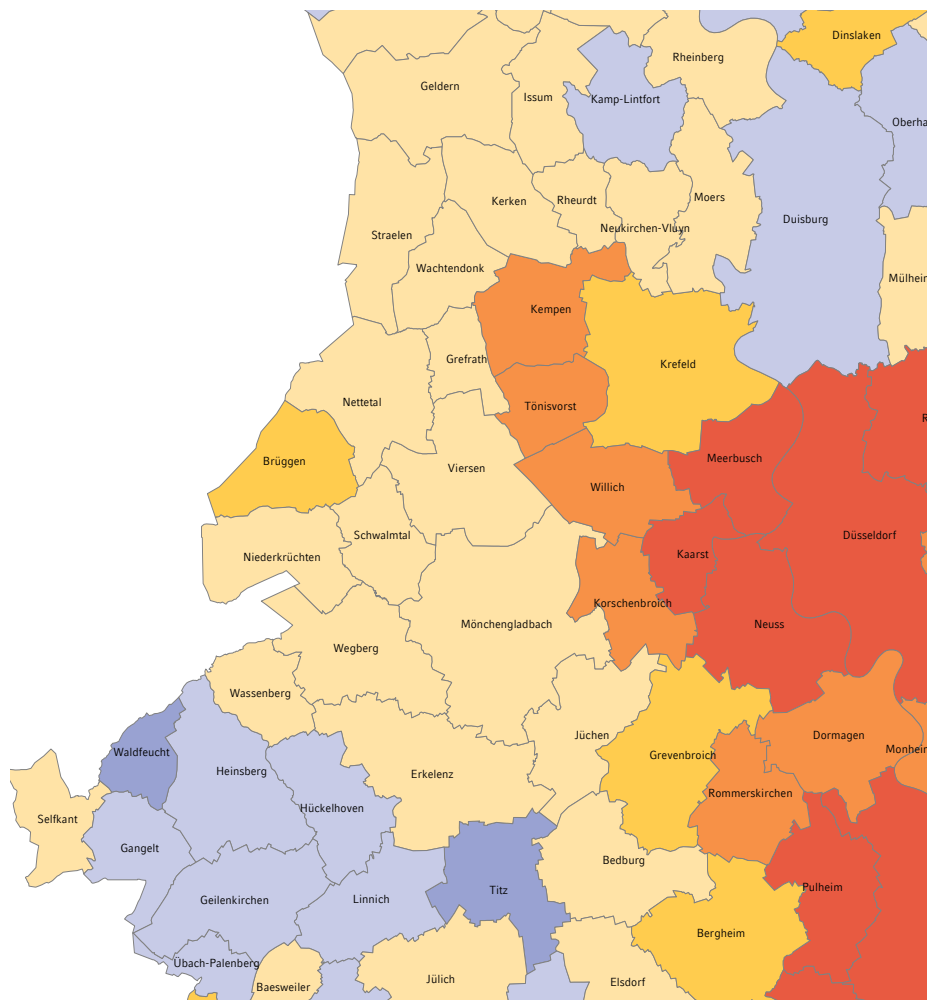 Dinslaken
Rheinberg
Geldern
Issum
Kamp-Lintfort
Oberha
Moers
Kerken
Rheurdt
Duisburg
Neukirchen-Vluyn
Straelen
Wachtendonk
Mülheim
Kempen
Grefrath
Krefeld
Nettetal
Tönisvorst
R
Brüggen
Viersen
Meerbusch
Willich
Schwalmtal
Düsseldorf
Niederkrüchten
Kaarst
Korschenbroich
Mönchengladbach
Neuss
Wegberg
Wassenberg
Jüchen
Dormagen
Waldfeucht
Grevenbroich
Monheim
Heinsberg
Erkelenz
Rommerskirchen
Hückelhoven
Selfkant
Gangelt
Bedburg
Pulheim
Titz
Geilenkirchen
Linnich
Bergheim
Übach-Palenberg
Jülich
Elsdorf
Baesweiler